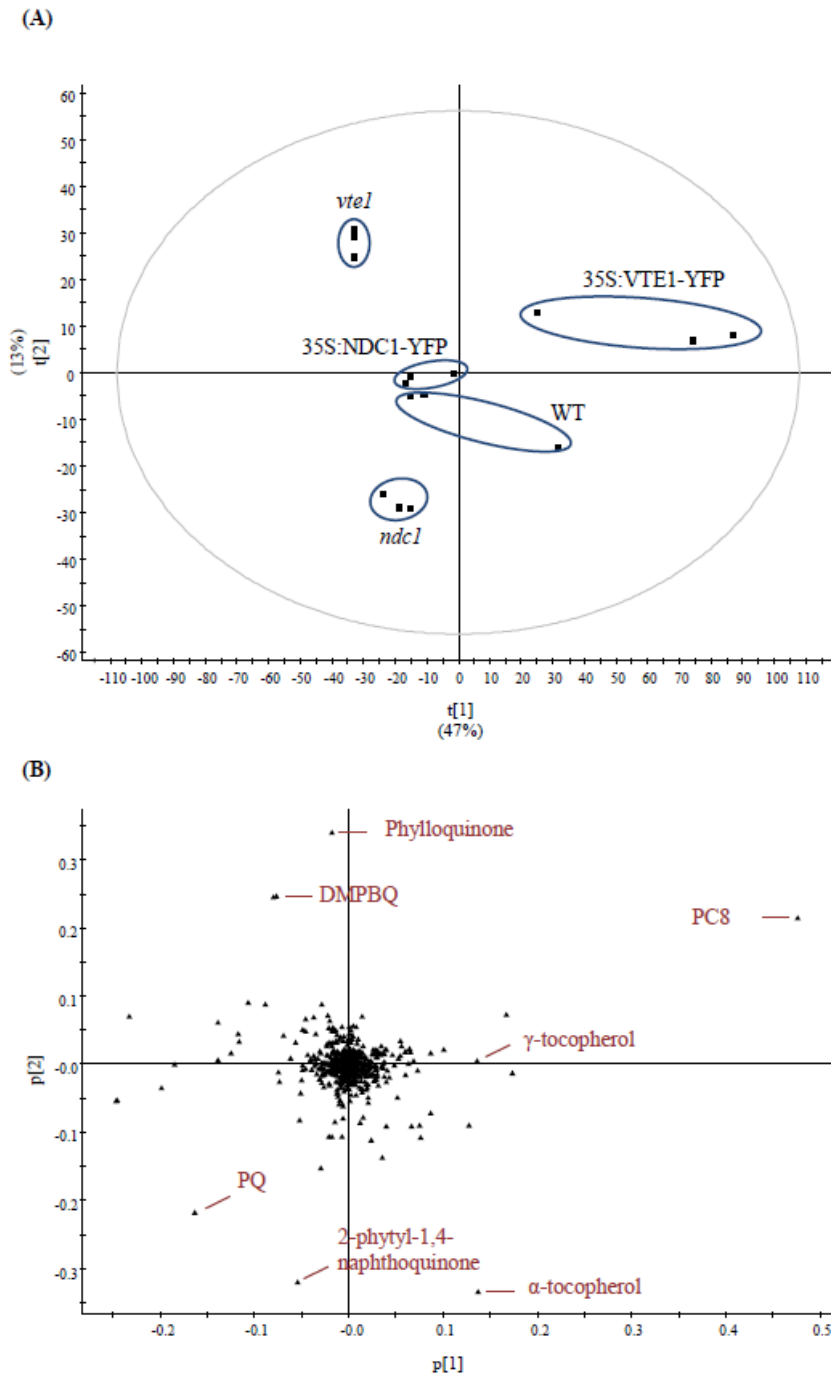 (A)
60
50
40
30
20
10
0
-10
-20
-30
-40
-50
-60
(13%)
t[2]
vte1
35S:VTE1-YFP
35S:NDC1-YFP
WT
ndc1
-110 -100 -90 -80 -70 -60 -50 -40 -30 -20 -10 0 10 20 30 40 50 60 70 80 90 100 110
t[1]
(47%)
(B)
0.3
0.2
0.1
-0.0
-0.1
-0.2
-0.3
p[2]
Phylloquinone
DMPBQ
PC8
γ-tocopherol
PQ
2-phytyl-1,4-
naphthoquinone
α-tocopherol
-0.2 -0.1 -0.0 0.1 0.2 0.3 0.4 0.5
p[1]